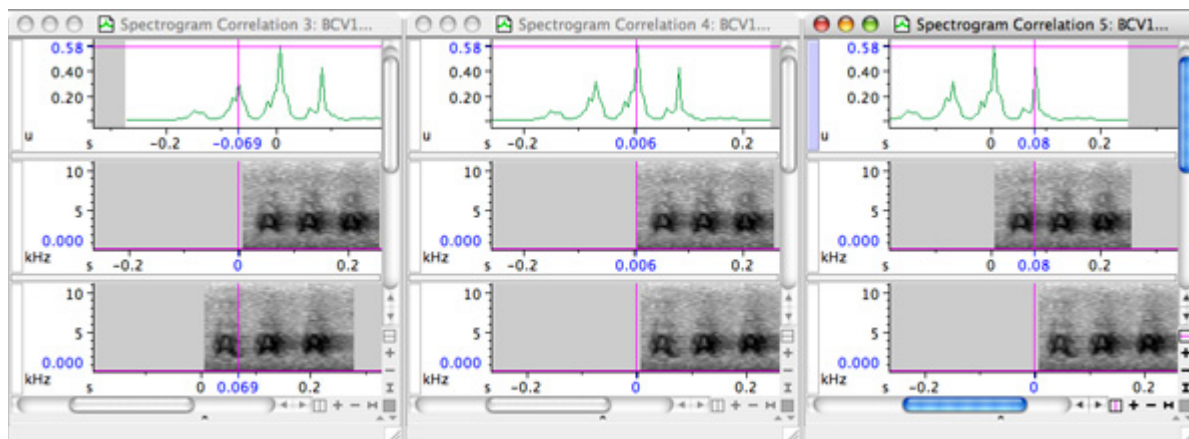 Spectrogram Correlation 3: BCV1...
0.58
0.40
0.20
u
s -0.2 -0.069 0
10
5
0.000
kHz
s -0.2 0 0.2
10
5
0.000
kHz
s 0 0.069 0.2
Spectrogram Correlation 4: BCV1...
0.58
0.40
0.20
u
s -0.2 0.006 0.2
10
5
0.000
kHz
s -0.2 0.006 0.2
10
5
0.000
kHz
s -0.2 0 0.2
Spectrogram Correlation 5: BCV1...
0.58
0.40
0.20
u
s 0 0.08 0.2
10
5
0.000
kHz
s 0 0.08 0.2
10
5
0.000
kHz
s -0.2 0 0.2